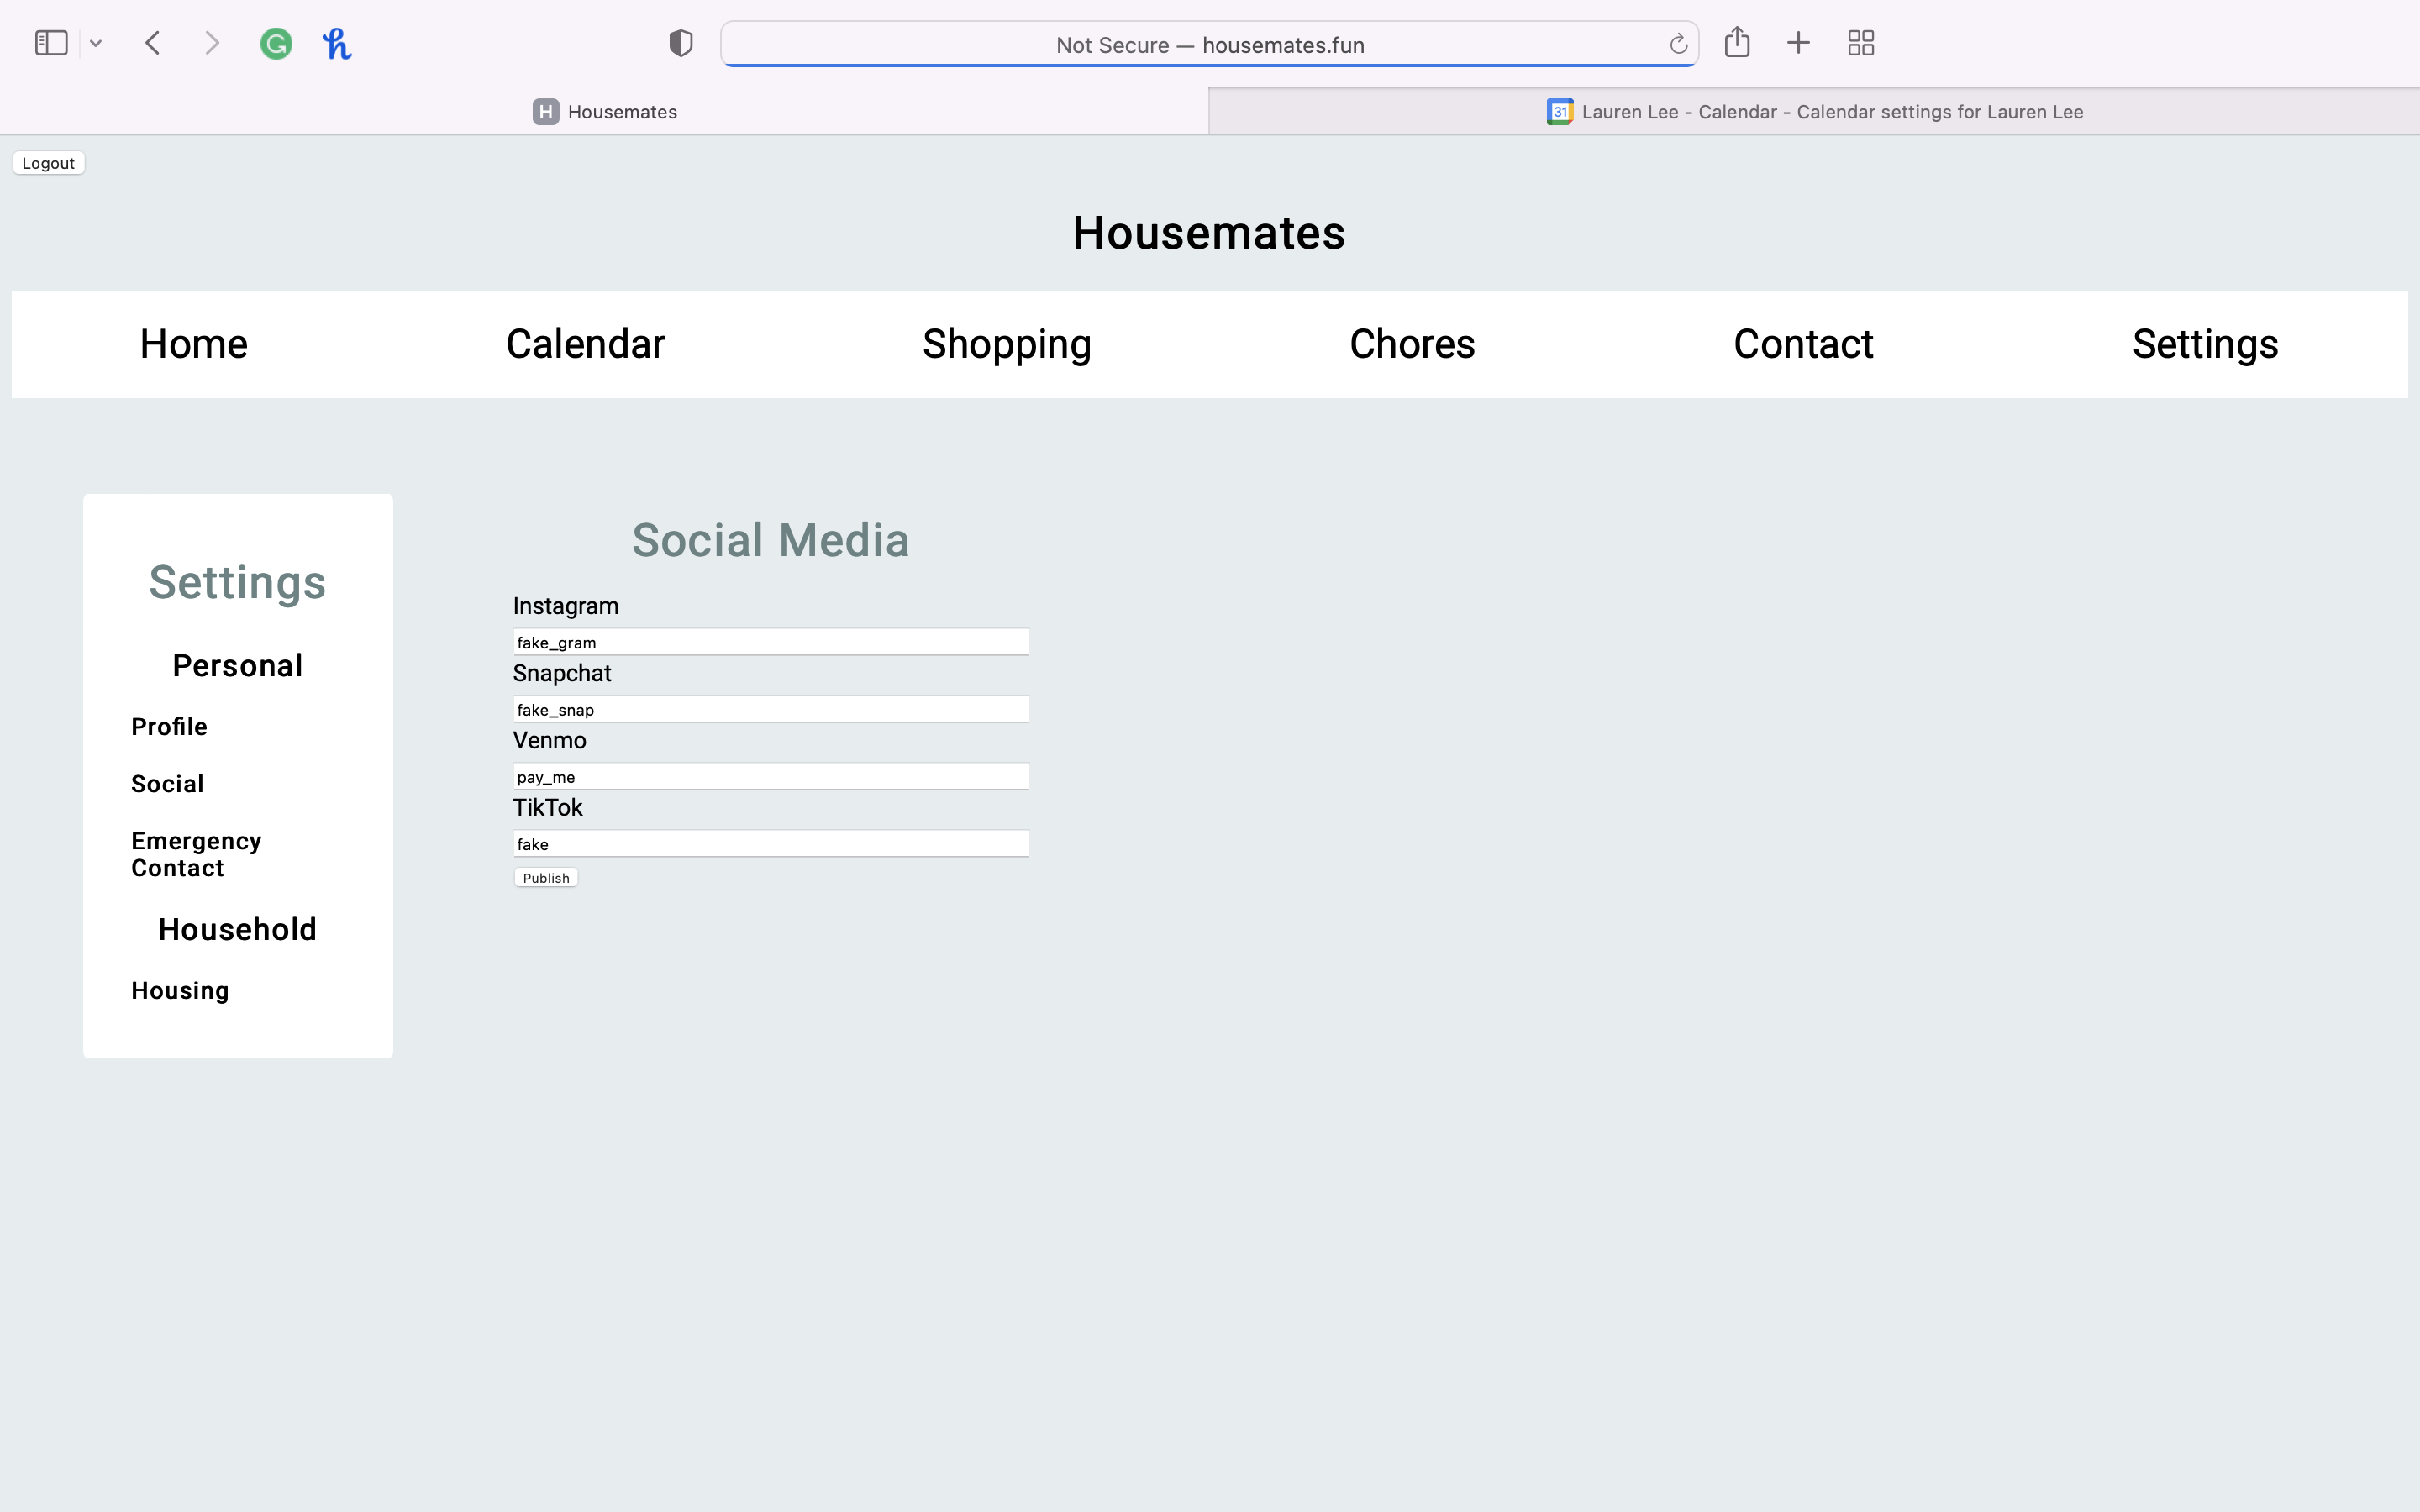 Not Secure — housemates.fun
H Housemates
31 Lauren Lee - Calendar - Calendar settings for Lauren Lee
Logout
Housemates
Home Calendar Shopping Chores Contact Settings
Settings
Personal
Profile
Social
Emergency
Contact
Household
Housing
Social Media
Instagram
fake_gram
Snapchat
fake_snap
Venmo
pay_me
TikTok
fake
Publish